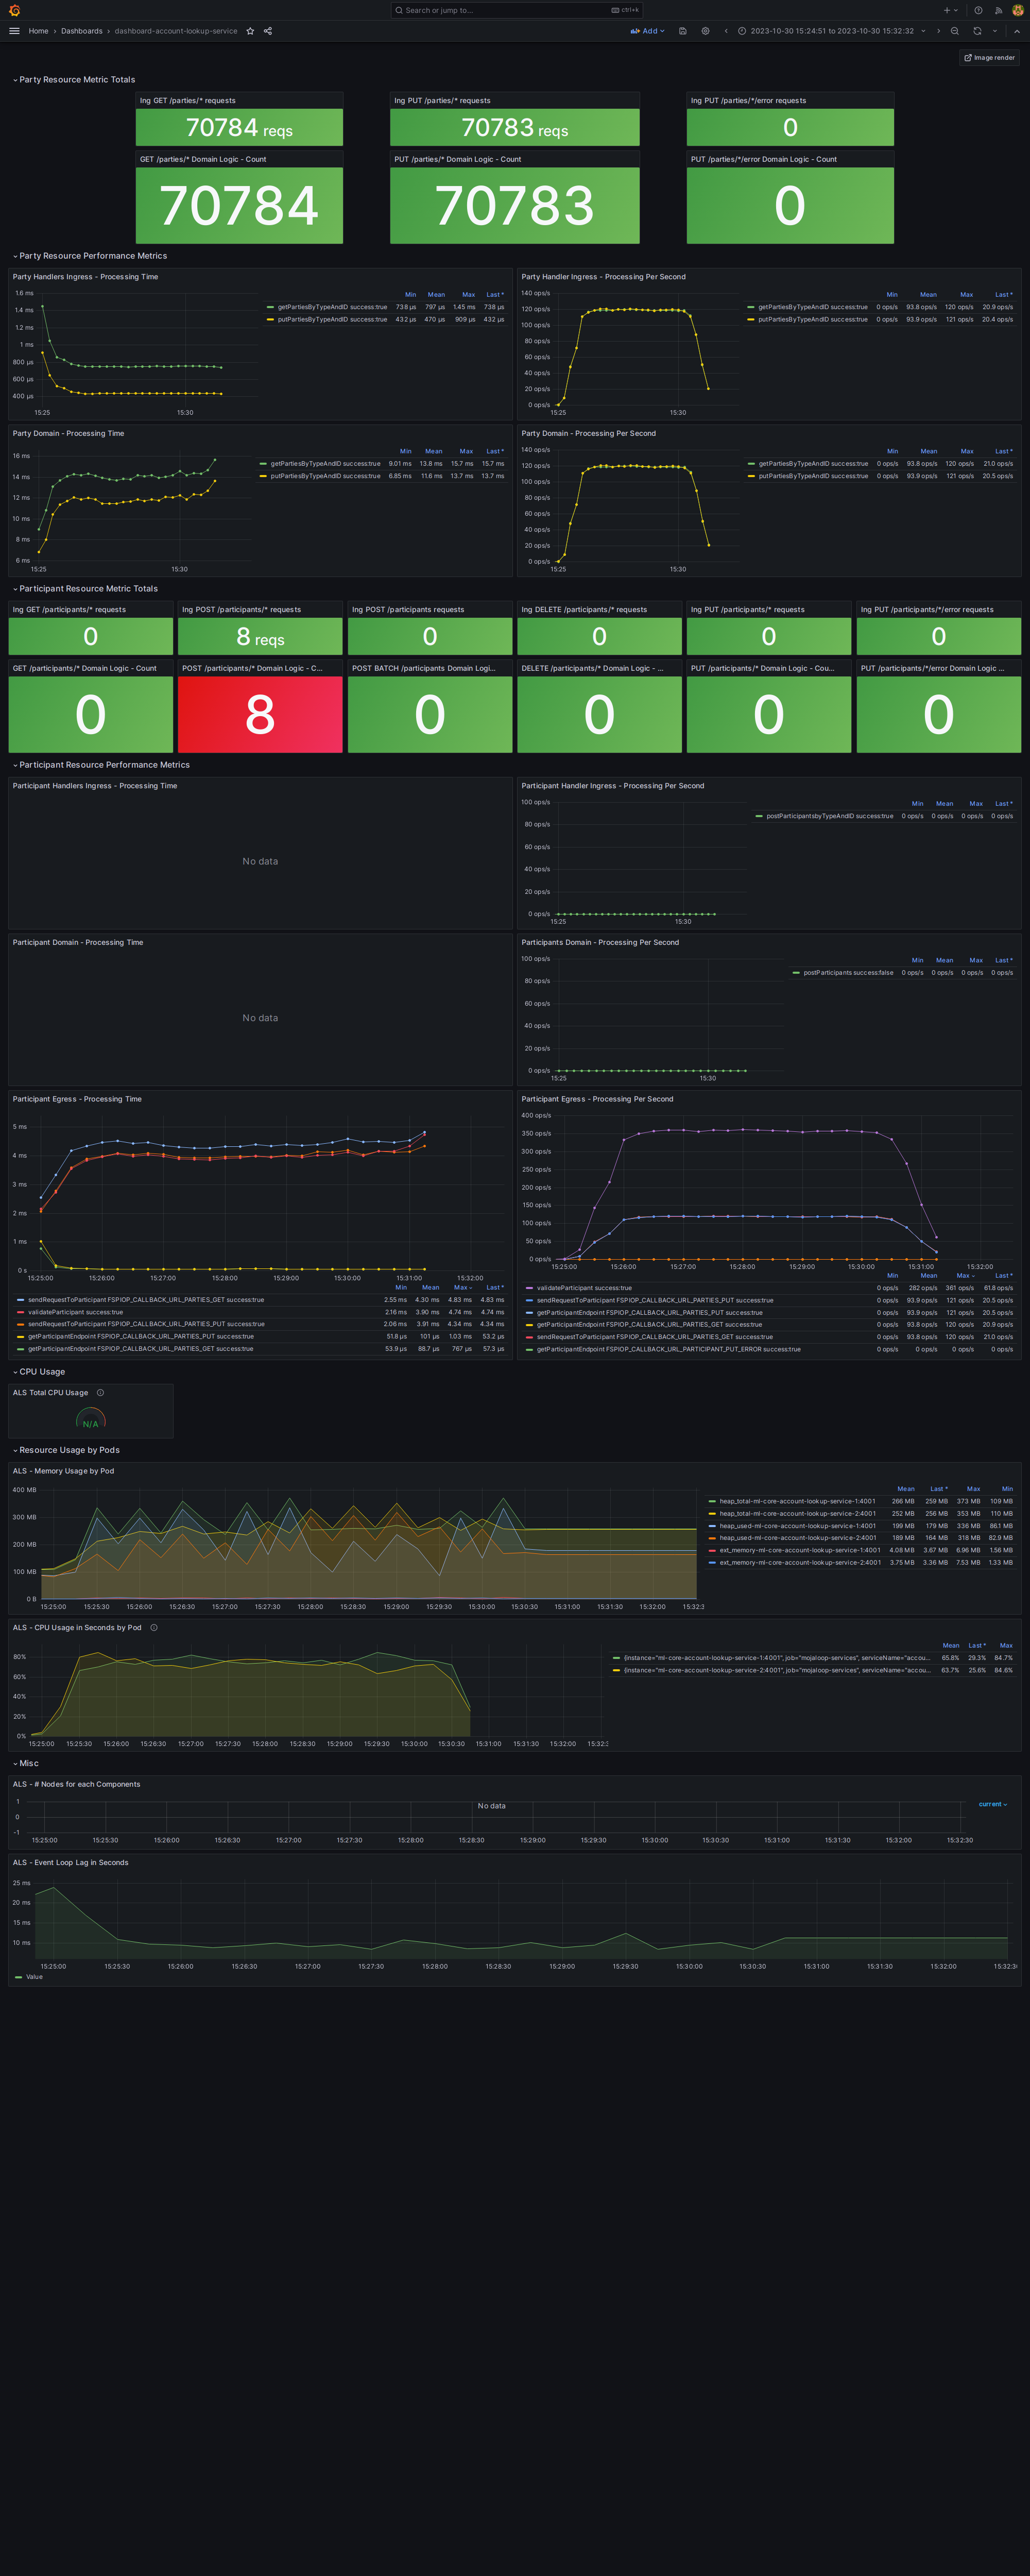 Search or jump to...
ctrl+k
Home
Dashboards
dashboard-account-lookup-service
Add
2023-10-30 15:24:51 to 2023-10-30 15:32:32
Image render
Party Resource Metric Totals
Ing GET /parties/* requests
70784 reqs
Ing PUT /parties/* requests
70783 reqs
Ing PUT /parties/*/error requests
0
GET /parties/* Domain Logic - Count
70784
PUT /parties/* Domain Logic - Count
70783
PUT /parties/*/error Domain Logic - Count
0
Party Resource Performance Metrics
Party Handlers Ingress - Processing Time
1.6 ms
1.4 ms
1.2 ms
1 ms
800 µs
600 µs
400 µs
15:25 15:30
Min Mean Max Last *
getPartiesByTypeAndID success:true 738 µs 797 µs 1.45 ms 738 µs
putPartiesByTypeAndID success:true 432 µs 470 µs 909 µs 432 µs
Party Handler Ingress - Processing Per Second
140 ops/s
120 ops/s
100 ops/s
80 ops/s
60 ops/s
40 ops/s
20 ops/s
0 ops/s
15:25 15:30
Min Mean Max Last *
getPartiesByTypeAndID success:true 0 ops/s 93.8 ops/s 120 ops/s 20.9 ops/s
putPartiesByTypeAndID success:true 0 ops/s 93.9 ops/s 121 ops/s 20.4 ops/s
Party Domain - Processing Time
16 ms
14 ms
12 ms
10 ms
8 ms
6 ms
15:25 15:30
Min Mean Max Last *
getPartiesByTypeAndID success:true 9.01 ms 13.8 ms 15.7 ms 15.7 ms
putPartiesByTypeAndID success:true 6.85 ms 11.6 ms 13.7 ms 13.7 ms
Party Domain - Processing Per Second
140 ops/s
120 ops/s
100 ops/s
80 ops/s
60 ops/s
40 ops/s
20 ops/s
0 ops/s
15:25 15:30
Min Mean Max Last *
getPartiesByTypeAndID success:true 0 ops/s 93.8 ops/s 120 ops/s 21.0 ops/s
putPartiesByTypeAndID success:true 0 ops/s 93.9 ops/s 121 ops/s 20.5 ops/s
Participant Resource Metric Totals
Ing GET /participants/* requests
0
Ing POST /participants/* requests
8 reqs
Ing POST /participants requests
0
Ing DELETE /participants/* requests
0
Ing PUT /participants/* requests
0
Ing PUT /participants/*/error requests
0
GET /participants/* Domain Logic - Count
0
POST /participants/* Domain Logic - C...
8
POST BATCH /participants Domain Logi...
0
DELETE /participants/* Domain Logic - ...
0
PUT /participants/* Domain Logic - Cou...
0
PUT /participants/*/error Domain Logic ...
0
Participant Resource Performance Metrics
Participant Handlers Ingress - Processing Time
No data
Participant Handler Ingress - Processing Per Second
100 ops/s
80 ops/s
60 ops/s
40 ops/s
20 ops/s
0 ops/s
15:25 15:30
Min Mean Max Last *
postParticipantsbyTypeAndID success:true 0 ops/s 0 ops/s 0 ops/s 0 ops/s
Participant Domain - Processing Time
No data
Participants Domain - Processing Per Second
100 ops/s
80 ops/s
60 ops/s
40 ops/s
20 ops/s
0 ops/s
15:25 15:30
Min Mean Max Last *
postParticipants success:false 0 ops/s 0 ops/s 0 ops/s 0 ops/s
Participant Egress - Processing Time
5 ms
4 ms
3 ms
2 ms
1 ms
0 s
15:25:00 15:26:00 15:27:00 15:28:00 15:29:00 15:30:00 15:31:00 15:32:00
Min Mean Max Last *
sendRequestToParticipant FSPIOP_CALLBACK_URL_PARTIES_GET success:true 2.55 ms 4.30 ms 4.83 ms 4.83 ms
validateParticipant success:true 2.16 ms 3.90 ms 4.74 ms 4.74 ms
sendRequestToParticipant FSPIOP_CALLBACK_URL_PARTIES_PUT success:true 2.06 ms 3.91 ms 4.34 ms 4.34 ms
getParticipantEndpoint FSPIOP_CALLBACK_URL_PARTIES_PUT success:true 51.8 µs 101 µs 1.03 ms 53.2 µs
getParticipantEndpoint FSPIOP_CALLBACK_URL_PARTIES_GET success:true 53.9 µs 88.7 µs 767 µs 57.3 µs
Participant Egress - Processing Per Second
400 ops/s
350 ops/s
300 ops/s
250 ops/s
200 ops/s
150 ops/s
100 ops/s
50 ops/s
0 ops/s
15:25:00 15:26:00 15:27:00 15:28:00 15:29:00 15:30:00 15:31:00 15:32:00
Min Mean Max Last *
validateParticipant success:true 0 ops/s 282 ops/s 361 ops/s 61.8 ops/s
sendRequestToParticipant FSPIOP_CALLBACK_URL_PARTIES_PUT success:true 0 ops/s 93.9 ops/s 121 ops/s 20.5 ops/s
getParticipantEndpoint FSPIOP_CALLBACK_URL_PARTIES_PUT success:true 0 ops/s 93.9 ops/s 121 ops/s 20.5 ops/s
getParticipantEndpoint FSPIOP_CALLBACK_URL_PARTIES_GET success:true 0 ops/s 93.8 ops/s 120 ops/s 20.9 ops/s
sendRequestToParticipant FSPIOP_CALLBACK_URL_PARTIES_GET success:true 0 ops/s 93.8 ops/s 120 ops/s 21.0 ops/s
getParticipantEndpoint FSPIOP_CALLBACK_URL_PARTICIPANT_PUT_ERROR success:true 0 ops/s 0 ops/s 0 ops/s 0 ops/s
CPU Usage
ALS Total CPU Usage
N/A
Resource Usage by Pods
ALS - Memory Usage by Pod
400 MB
300 MB
200 MB
100 MB
0 B
15:25:00 15:25:30 15:26:00 15:26:30 15:27:00 15:27:30 15:28:00 15:28:30 15:29:00 15:29:30 15:30:00 15:30:30 15:31:00 15:31:30 15:32:00 15:32:3
Mean Last * Max Min
heap_total-ml-core-account-lookup-service-1:4001 266 MB 259 MB 373 MB 109 MB
heap_total-ml-core-account-lookup-service-2:4001 252 MB 256 MB 353 MB 110 MB
heap_used-ml-core-account-lookup-service-1:4001 199 MB 179 MB 336 MB 86.1 MB
heap_used-ml-core-account-lookup-service-2:4001 189 MB 164 MB 318 MB 82.9 MB
ext_memory-ml-core-account-lookup-service-1:4001 4.08 MB 3.67 MB 6.96 MB 1.56 MB
ext_memory-ml-core-account-lookup-service-2:4001 3.75 MB 3.36 MB 7.53 MB 1.33 MB
ALS - CPU Usage in Seconds by Pod
80%
60%
40%
20%
0%
15:25:00 15:25:30 15:26:00 15:26:30 15:27:00 15:27:30 15:28:00 15:28:30 15:29:00 15:29:30 15:30:00 15:30:30 15:31:00 15:31:30 15:32:00 15:32:
Mean Last * Max
{instance="ml-core-account-lookup-service-1:4001", job="mojaloop-services", serviceName="accou... 65.8% 29.3% 84.7%
{instance="ml-core-account-lookup-service-2:4001", job="mojaloop-services", serviceName="accou... 63.7% 25.6% 84.6%
Misc
ALS - # Nodes for each Components
1
0
-1
No data
current
15:25:00 15:25:30 15:26:00 15:26:30 15:27:00 15:27:30 15:28:00 15:28:30 15:29:00 15:29:30 15:30:00 15:30:30 15:31:00 15:31:30 15:32:00 15:32:30
ALS - Event Loop Lag in Seconds
25 ms
20 ms
15 ms
10 ms
15:25:00 15:25:30 15:26:00 15:26:30 15:27:00 15:27:30 15:28:00 15:28:30 15:29:00 15:29:30 15:30:00 15:30:30 15:31:00 15:31:30 15:32:00 15:32:3
Value